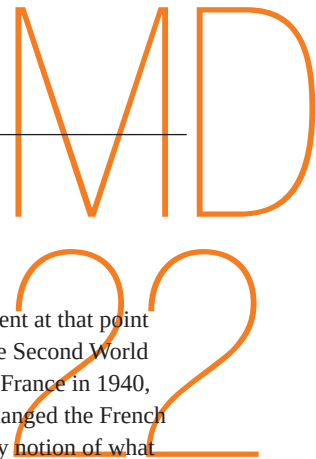 MD
22
ent at that point
e Second World
France in 1940,
anged the French
y notion of what